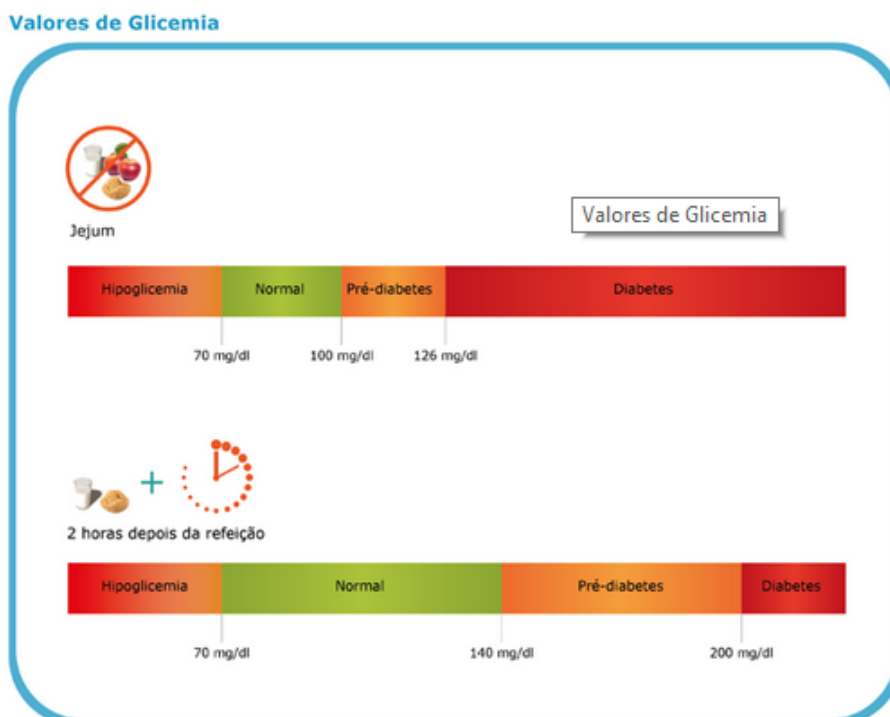 Valores de Glicemia
Jejum
Valores de Glicemia
Hipoglicemia Normal Pré-diabetes Diabetes
70 mg/dl 100 mg/dl 126 mg/dl
2 horas depois da refeição
Hipoglicemia Normal Pré-diabetes Diabetes
70 mg/dl 140 mg/dl 200 mg/dl